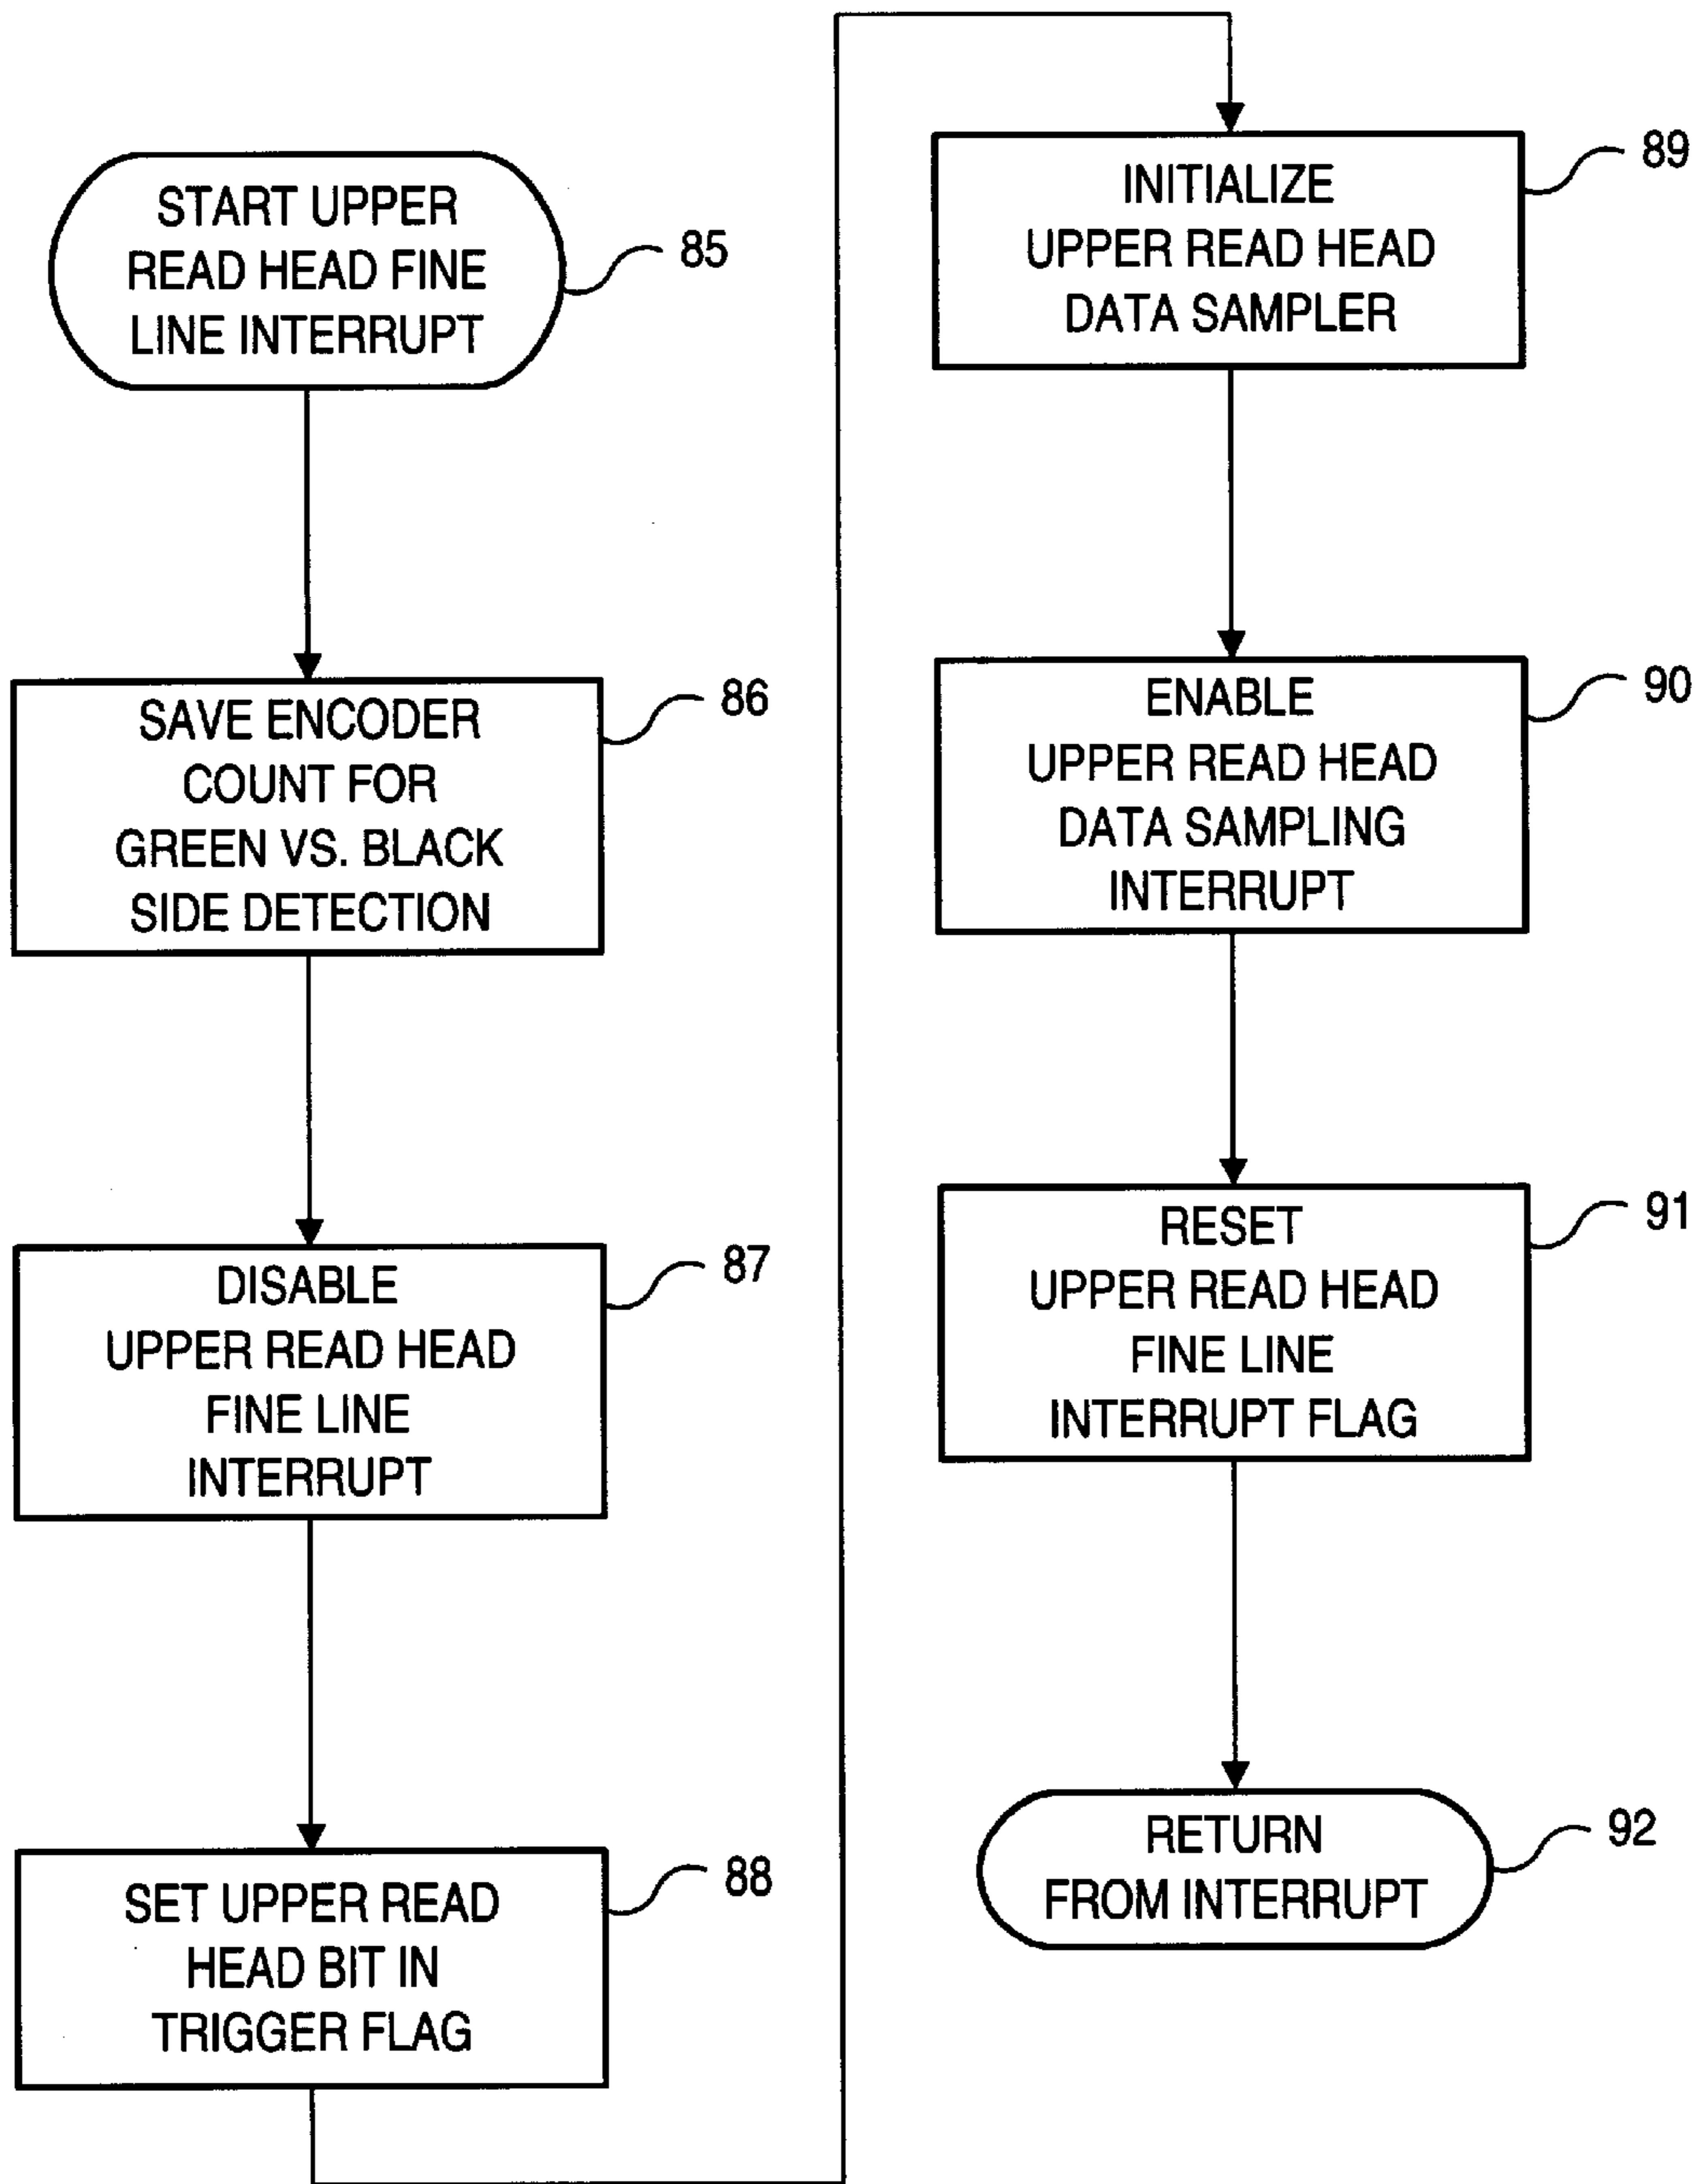 START UPPER
READ HEAD FINE
LINE INTERRUPT
85
SAVE ENCODER
COUNT FOR
GREEN VS. BLACK
SIDE DETECTION
86
DISABLE
UPPER READ HEAD
FINE LINE
INTERRUPT
87
SET UPPER READ
HEAD BIT IN
TRIGGER FLAG
88
INITIALIZE
UPPER READ HEAD
DATA SAMPLER
89
ENABLE
UPPER READ HEAD
DATA SAMPLING
INTERRUPT
90
RESET
UPPER READ HEAD
FINE LINE
INTERRUPT FLAG
91
RETURN
FROM INTERRUPT
92